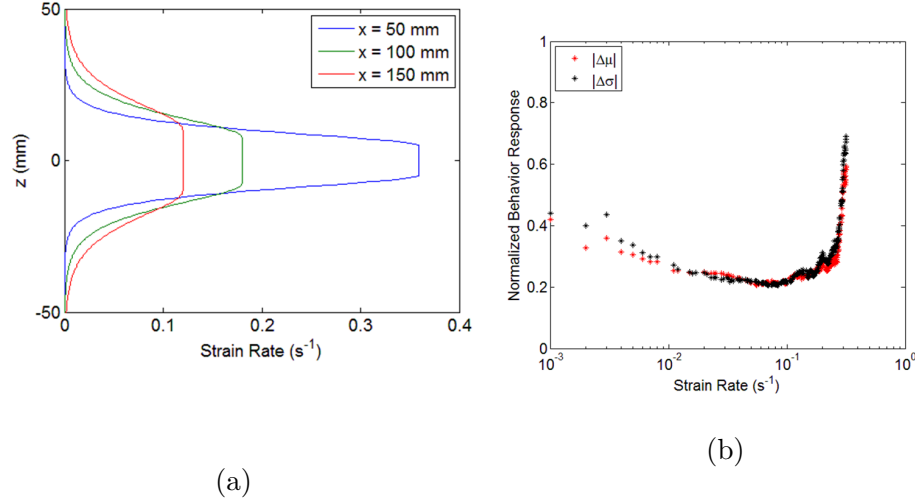 50
0
-50
z (mm)
x = 50 mm
x = 100 mm
x = 150 mm
0
0.1
0.2
0.3
0.4
Strain Rate (s⁻¹)
(a)
1
0.8
0.6
0.4
0.2
0
Normalized Behavior Response
|Δμ|
|Δσ|
10⁻³
10⁻²
10⁻¹
10⁰
Strain Rate (s⁻¹)
(b)